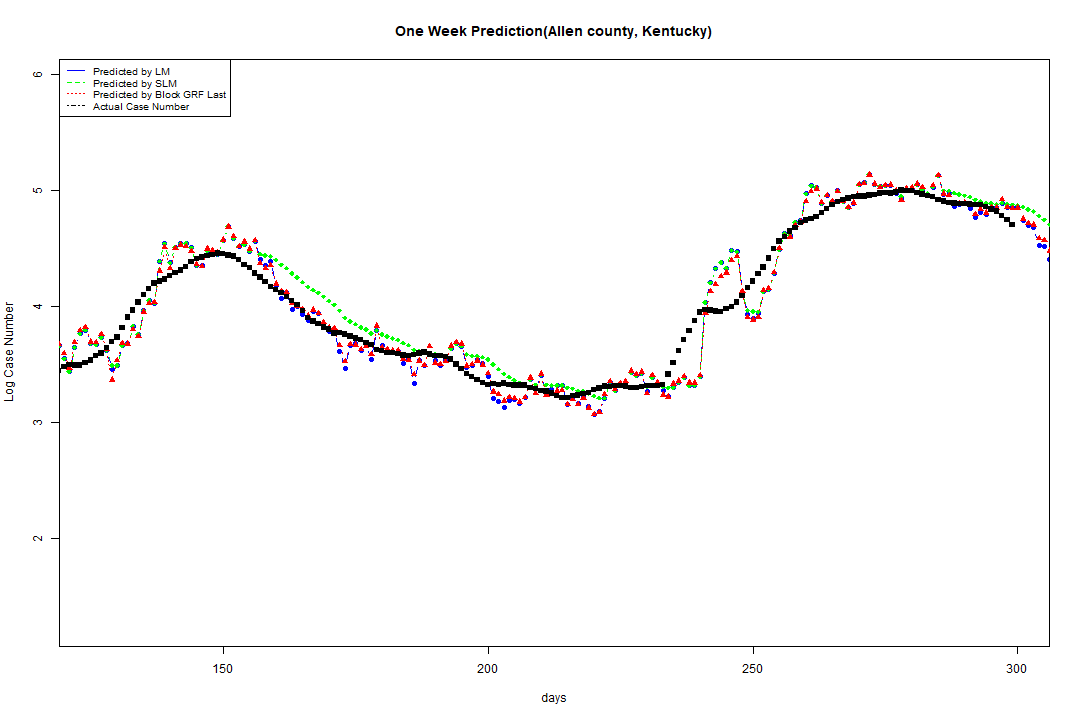 One Week Prediction(Allen county, Kentucky)
Predicted by LM
Predicted by SLM
Predicted by Block GRF Last
Actual Case Number
6
5
4
3
2
Log Case Number
150 200 250 300
days